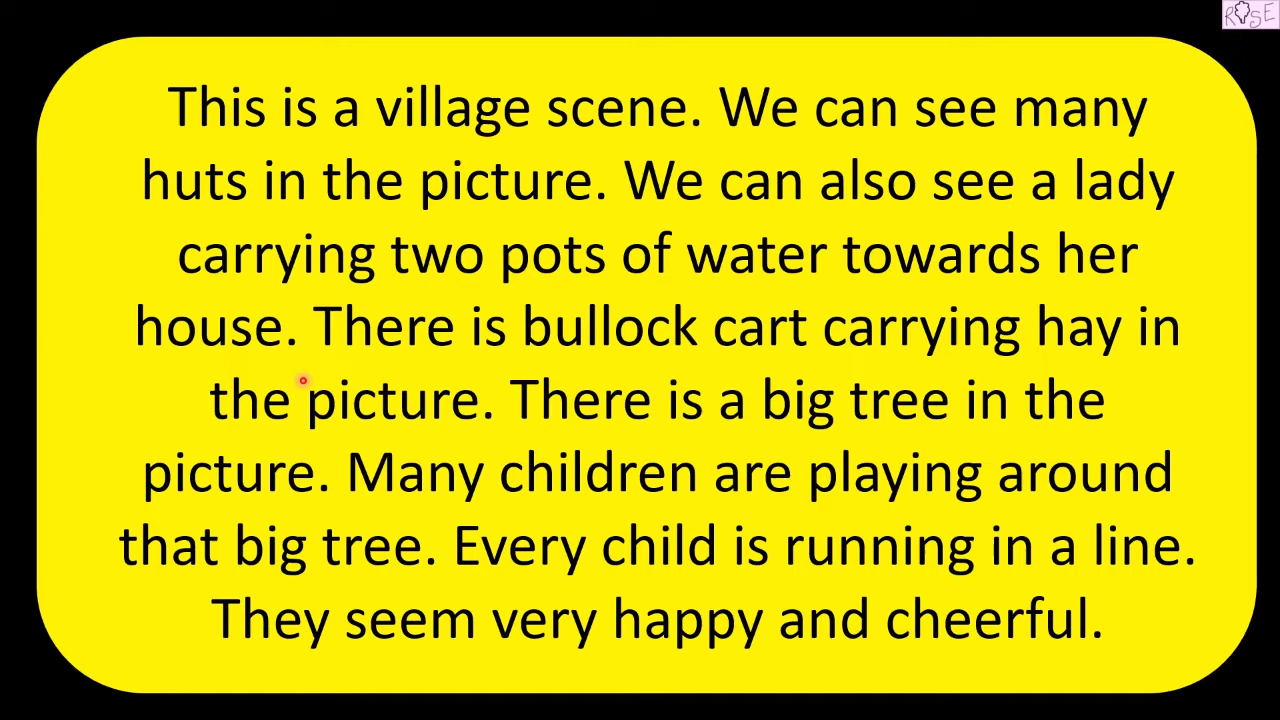 ROSE
This is a village scene. We can see many
huts in the picture. We can also see a lady
carrying two pots of water towards her
house. There is bullock cart carrying hay in
the picture. There is a big tree in the
picture. Many children are playing around
that big tree. Every child is running in a line.
They seem very happy and cheerful.